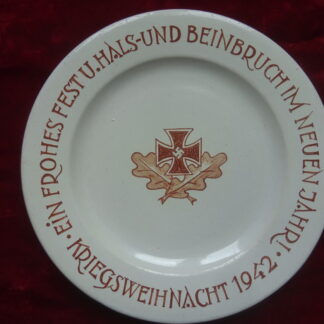 · EIN FROHES FEST U. HALS- UND BEINBRUCH IM NEUEN JAHR!
· KRIEGSWEIHNACHT 1942 ·